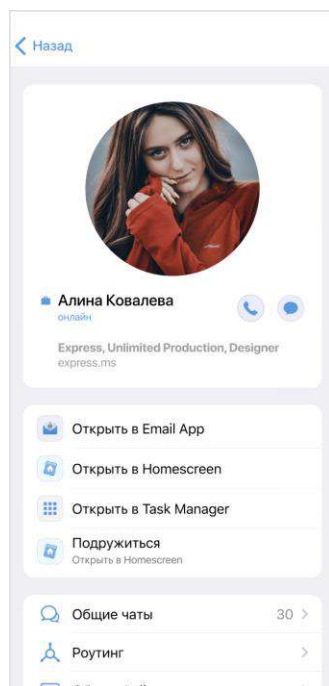 Назад
Алина Ковалева
онлайн
Express, Unlimited Production, Designer
express.ms
Открыть в Email App
Открыть в Homescreen
Открыть в Task Manager
Подружиться
Открыть в Homescreen
Общие чаты 30
Роутинг